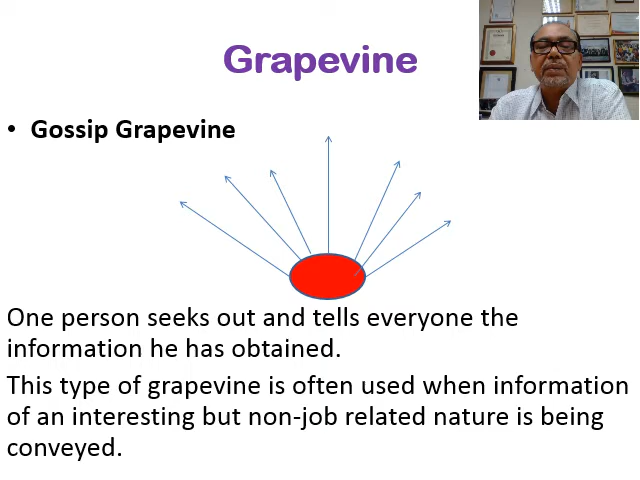 Grapevine
• Gossip Grapevine
One person seeks out and tells everyone the
information he has obtained.
This type of grapevine is often used when information
of an interesting but non-job related nature is being
conveyed.